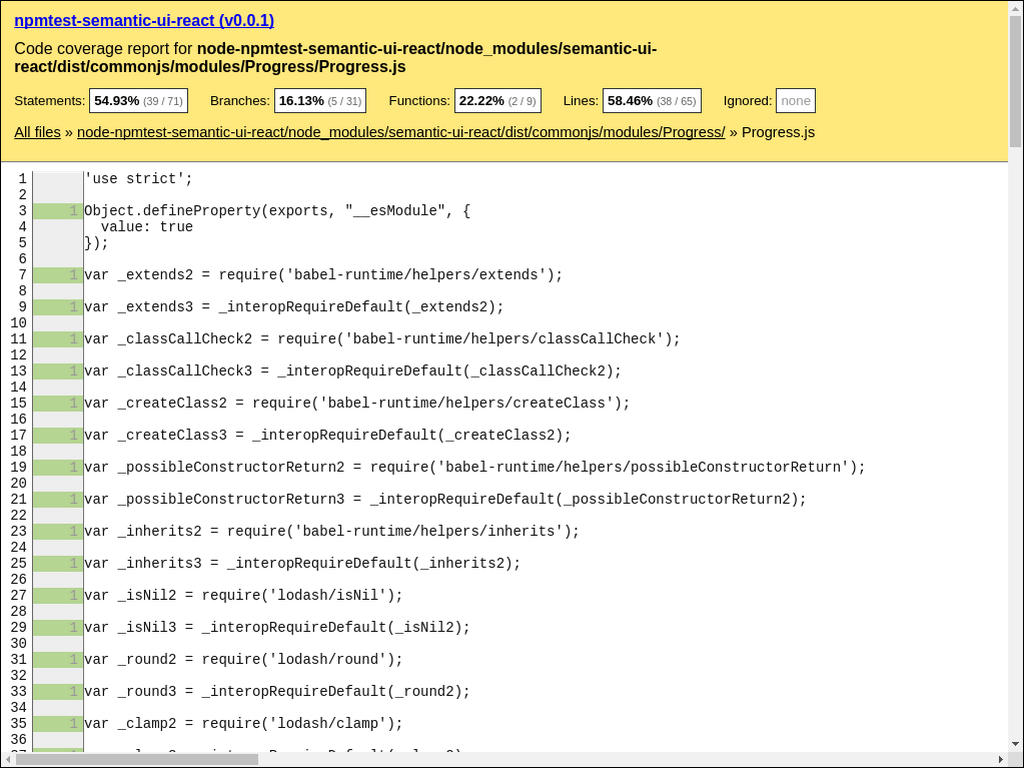 npmtest-semantic-ui-react (v0.0.1)
Code coverage report for node-npmtest-semantic-ui-react/node_modules/semantic-ui-
react/dist/commonjs/modules/Progress/Progress.js
Statements: 54.93% (39 / 71) Branches: 16.13% (5 / 31) Functions: 22.22% (2 / 9) Lines: 58.46% (38 / 65) Ignored: none
All files » node-npmtest-semantic-ui-react/node_modules/semantic-ui-react/dist/commonjs/modules/Progress/ » Progress.js
1 'use strict';
2
3 1 Object.defineProperty(exports, "__esModule", {
4 value: true
5 });
6
7 1 var _extends2 = require('babel-runtime/helpers/extends');
8
9 1 var _extends3 = _interopRequireDefault(_extends2);
10
11 1 var _classCallCheck2 = require('babel-runtime/helpers/classCallCheck');
12
13 1 var _classCallCheck3 = _interopRequireDefault(_classCallCheck2);
14
15 1 var _createClass2 = require('babel-runtime/helpers/createClass');
16
17 1 var _createClass3 = _interopRequireDefault(_createClass2);
18
19 1 var _possibleConstructorReturn2 = require('babel-runtime/helpers/possibleConstructorReturn');
20
21 1 var _possibleConstructorReturn3 = _interopRequireDefault(_possibleConstructorReturn2);
22
23 1 var _inherits2 = require('babel-runtime/helpers/inherits');
24
25 1 var _inherits3 = _interopRequireDefault(_inherits2);
26
27 1 var _isNil2 = require('lodash/isNil');
28
29 1 var _isNil3 = _interopRequireDefault(_isNil2);
30
31 1 var _round2 = require('lodash/round');
32
33 1 var _round3 = _interopRequireDefault(_round2);
34
35 1 var _clamp2 = require('lodash/clamp');
36